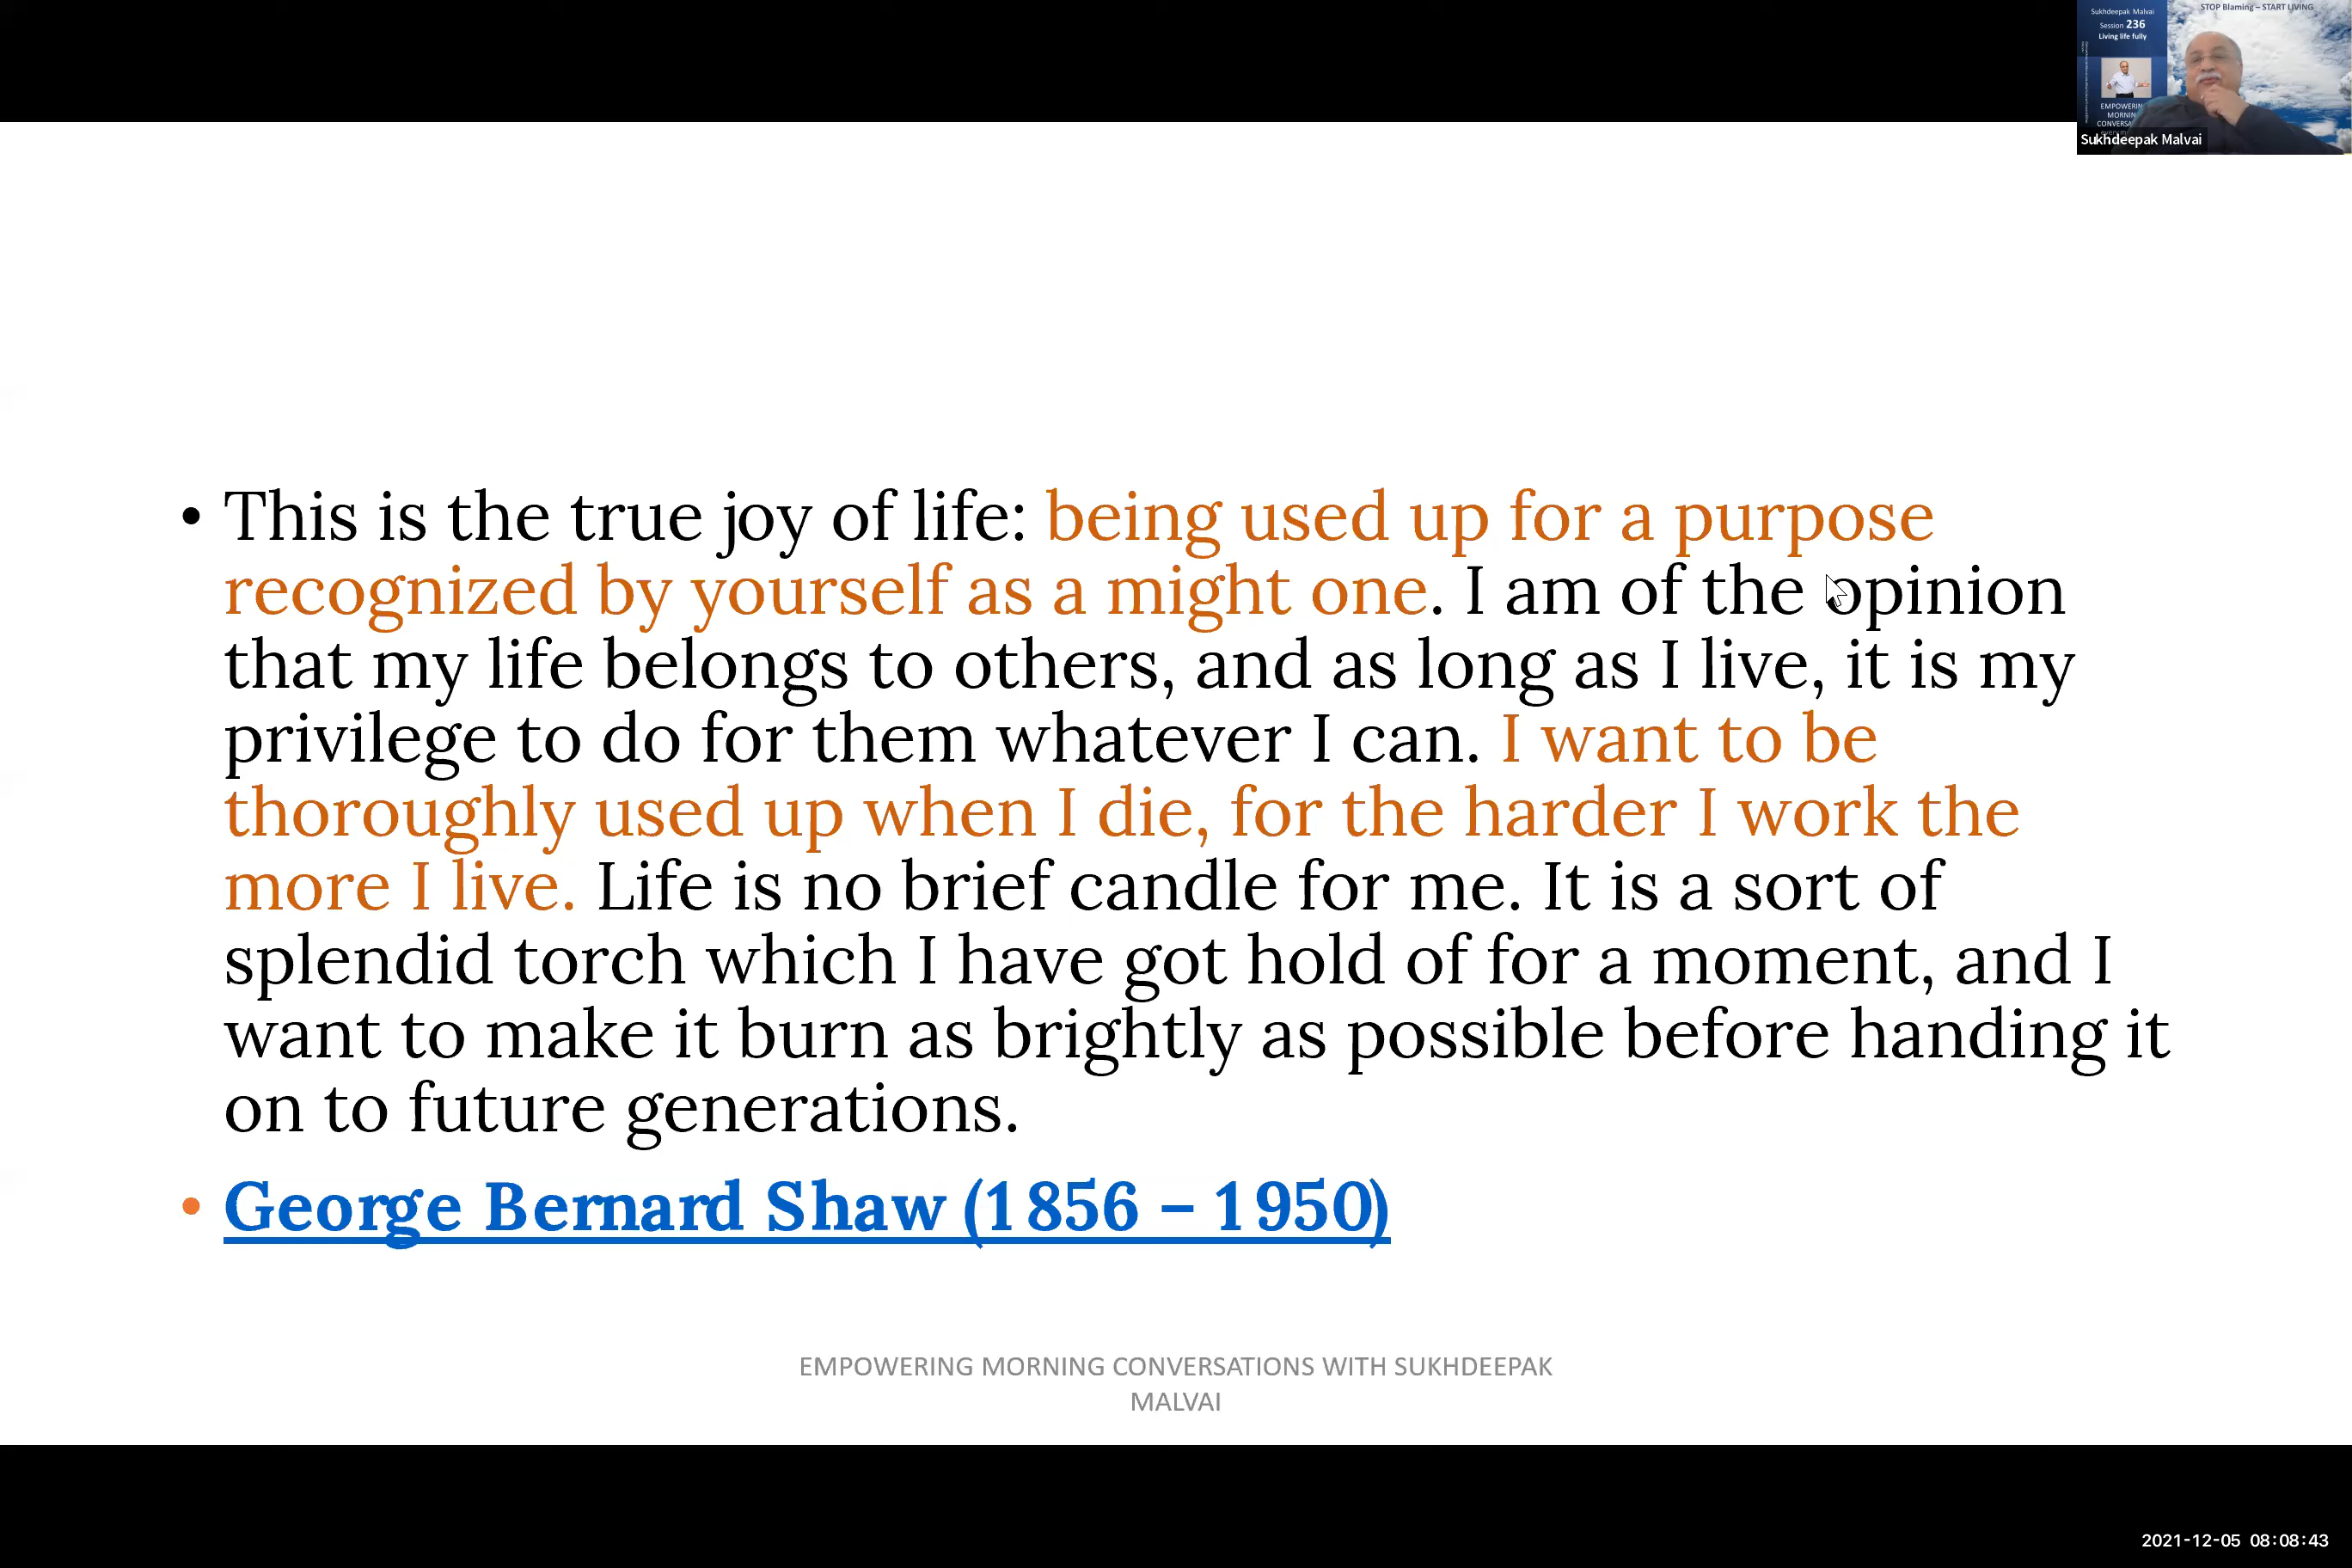 STOP Blaming – START LIVING
Sukhdeepak Malvai
Session 236
Living life fully
EMPOWERIN
MORNIN
CONVERSA
Sukhdeepak Malvai
• This is the true joy of life: being used up for a purpose
recognized by yourself as a might one. I am of the opinion
that my life belongs to others, and as long as I live, it is my
privilege to do for them whatever I can. I want to be
thoroughly used up when I die, for the harder I work the
more I live. Life is no brief candle for me. It is a sort of
splendid torch which I have got hold of for a moment, and I
want to make it burn as brightly as possible before handing it
on to future generations.
• George Bernard Shaw (1856 – 1950)
EMPOWERING MORNING CONVERSATIONS WITH SUKHDEEPAK
MALVAI
2021-12-05 08:08:43